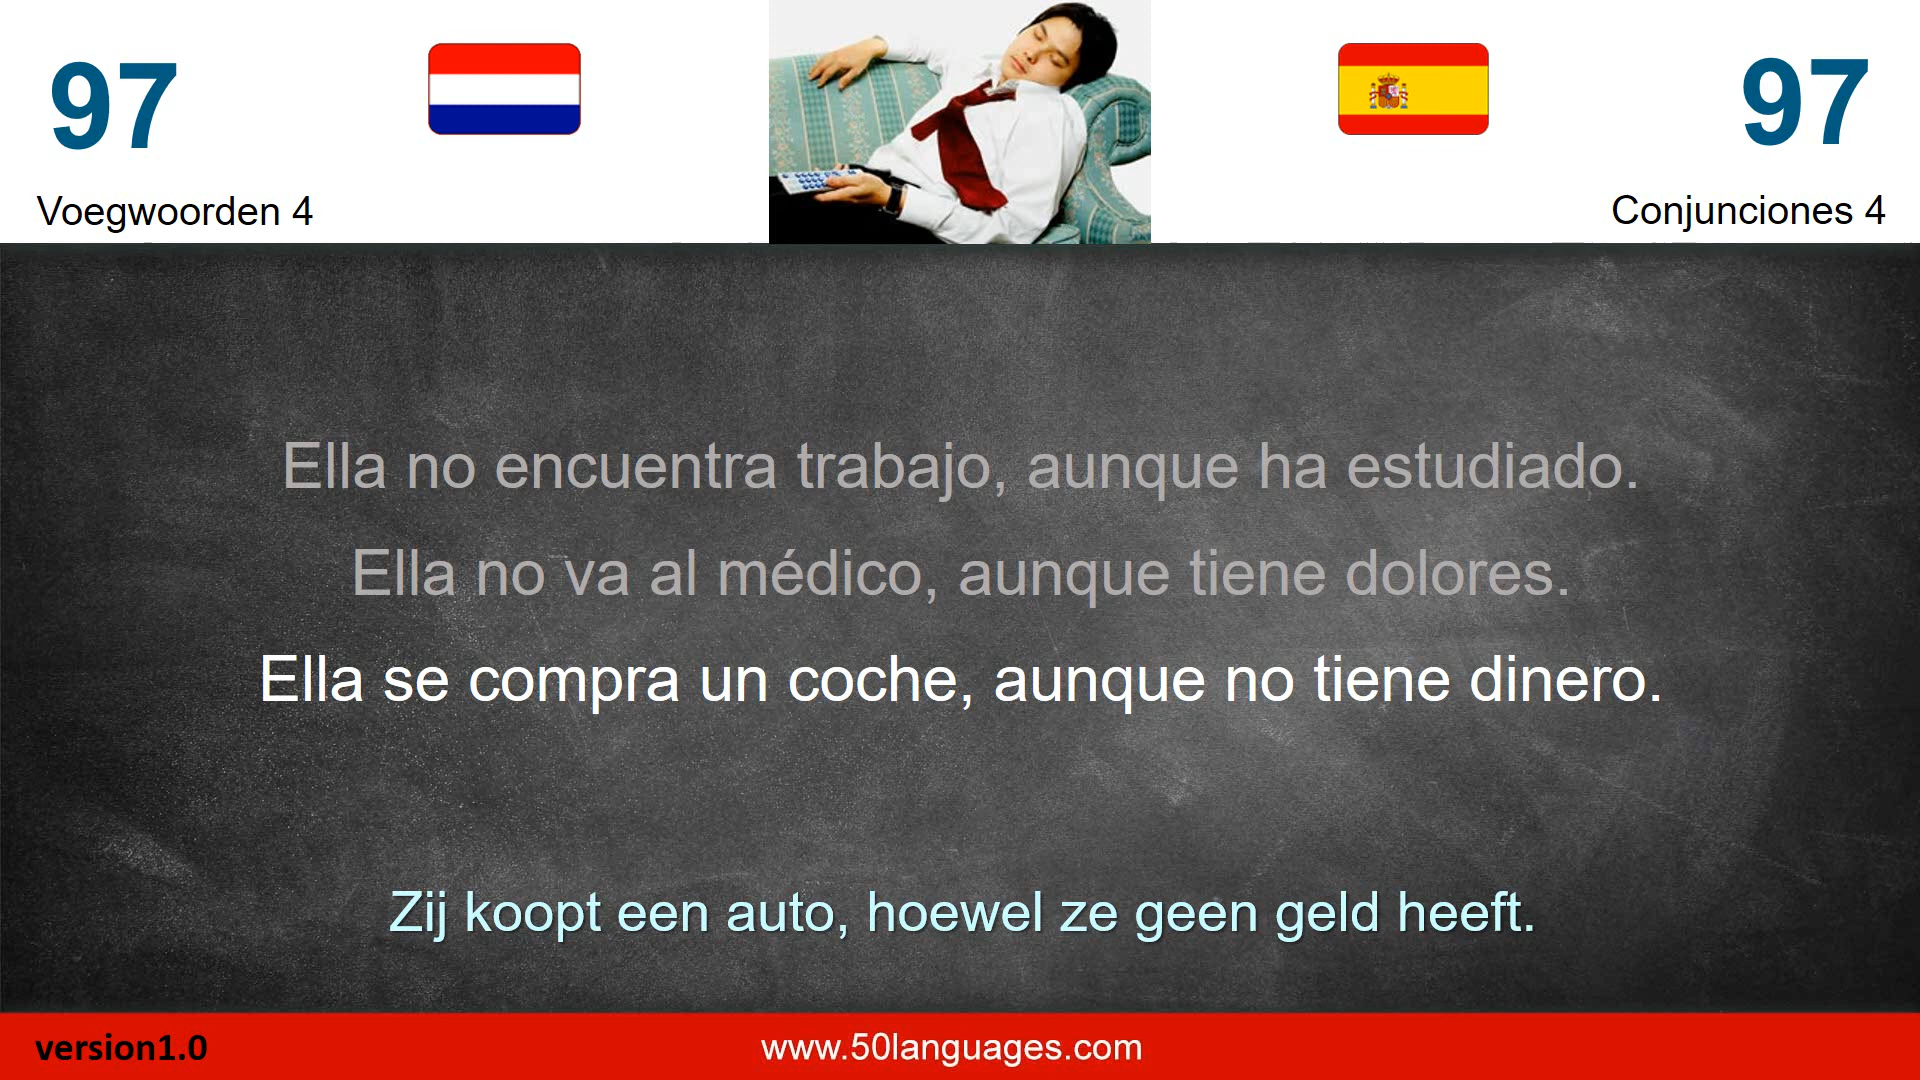 97
97
Voegwoorden 4
Conjunciones 4
Ella no encuentra trabajo, aunque ha estudiado.
Ella no va al médico, aunque tiene dolores.
Ella se compra un coche, aunque no tiene dinero.
Zij koopt een auto, hoewel ze geen geld heeft.
version1.0
www.50languages.com